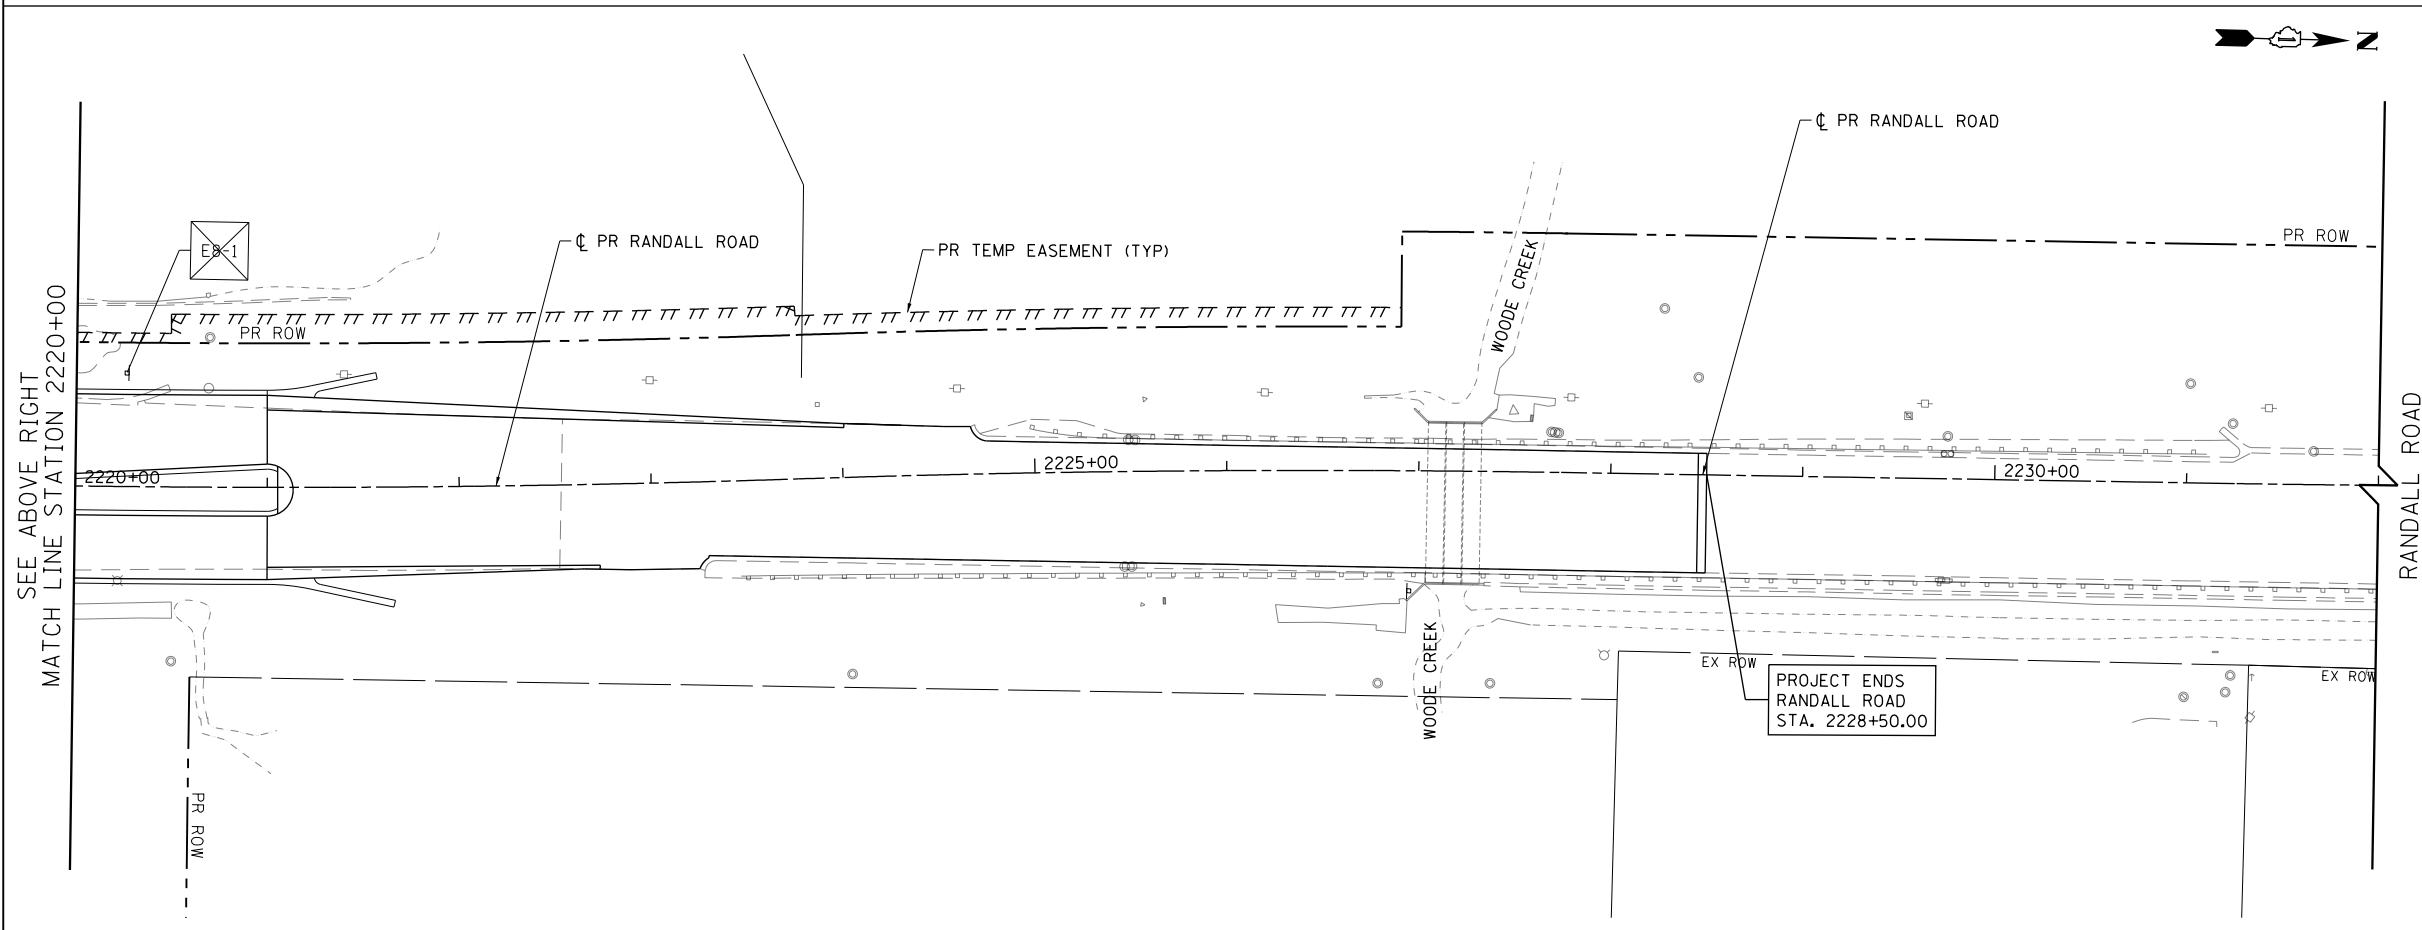 N
℄ PR RANDALL ROAD
℄ PR RANDALL ROAD
PR TEMP EASEMENT (TYP)
E8-1
PR ROW
PR ROW
WOODE CREEK
SEE ABOVE RIGHT
MATCH LINE STATION 2220+00
2220+00
2225+00
2230+00
RANDALL ROAD
WOODE CREEK
EX ROW
EX ROW
PROJECT ENDS
RANDALL ROAD
STA. 2228+50.00
PR ROW